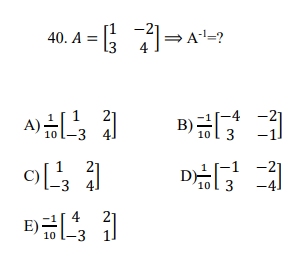 40. A = [1 −2; 3 4] ⟹ A⁻¹=?
A) 1/10 [1 2; −3 4] B) −1/10 [−4 −2; 3 −1]
C) [1 2; −3 4] D) 1/10 [−1 −2; 3 −4]
E) −1/10 [4 2; −3 1]